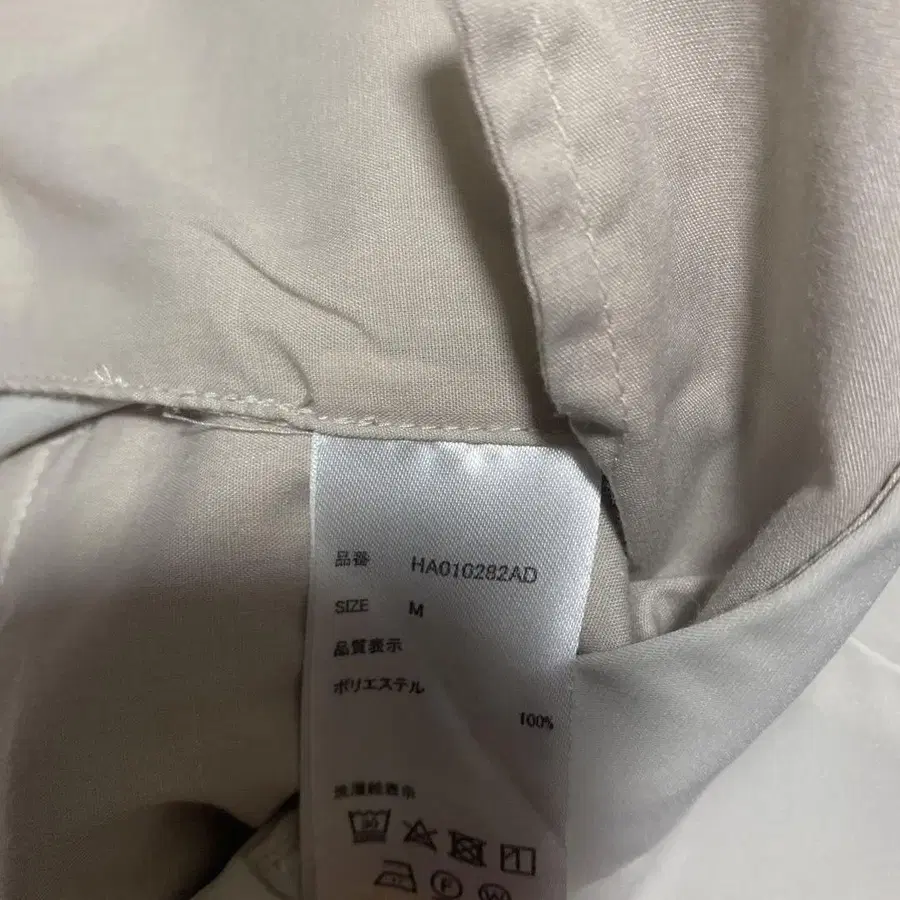 品番 HA010282AD
SIZE M
品質表示
ポリエステル
100%
洗濯絵表示
30
F W